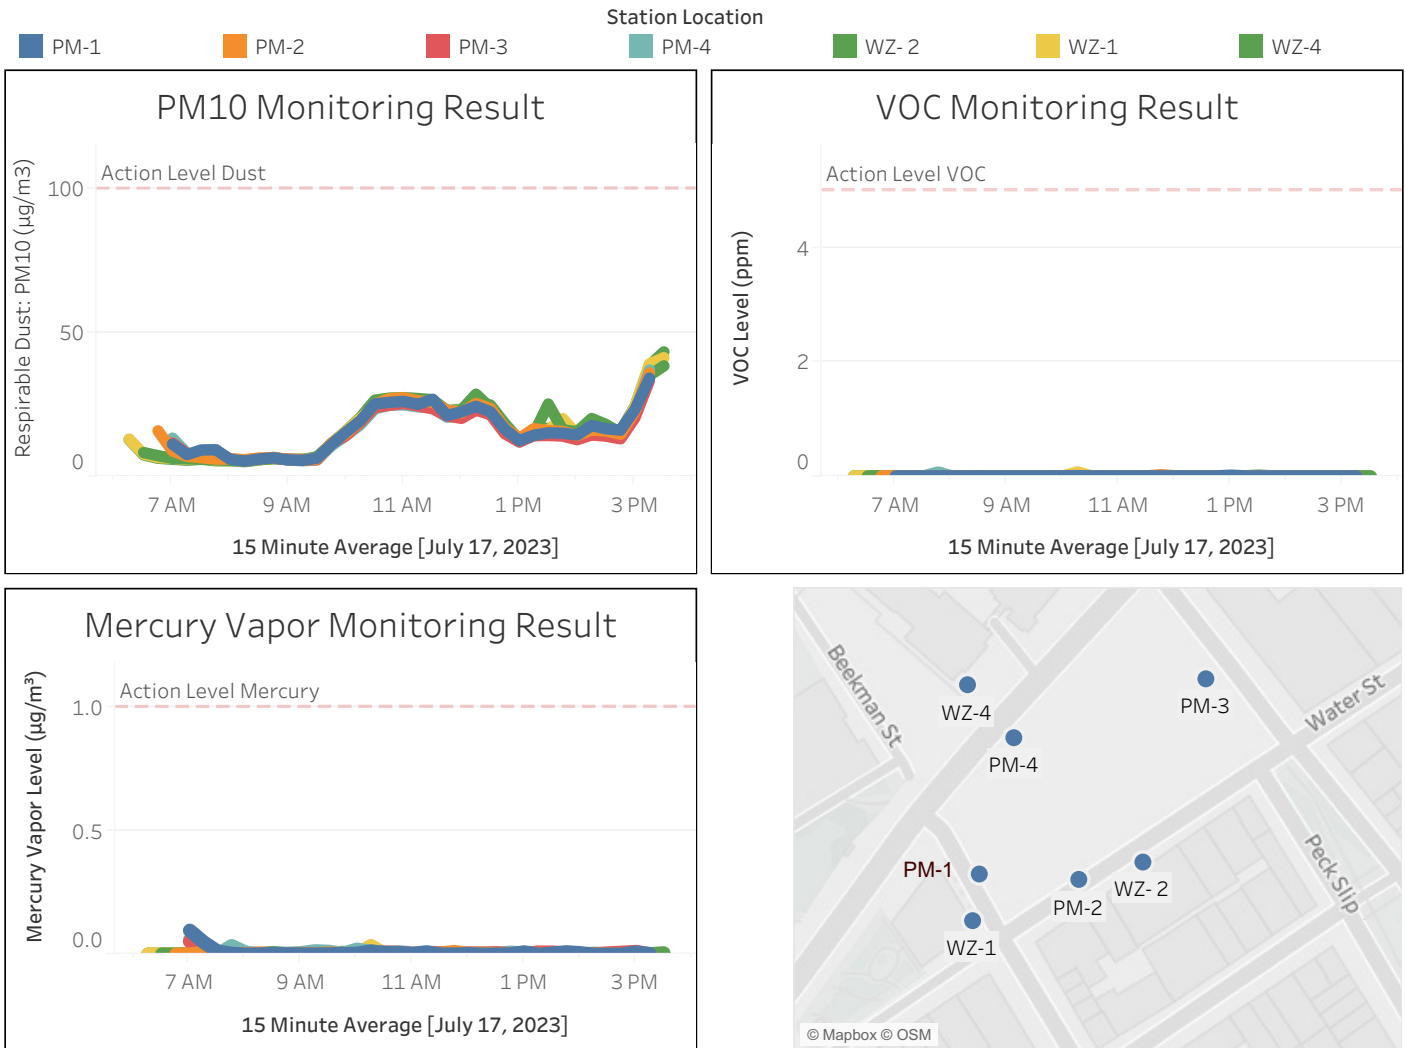 Station Location
PM-1 PM-2 PM-3 PM-4 WZ- 2 WZ-1 WZ-4
PM10 Monitoring Result
Respirable Dust: PM10 (µg/m3)
Action Level Dust
100
50
0
7 AM 9 AM 11 AM 1 PM 3 PM
15 Minute Average [July 17, 2023]
VOC Monitoring Result
VOC Level (ppm)
Action Level VOC
4
2
0
7 AM 9 AM 11 AM 1 PM 3 PM
15 Minute Average [July 17, 2023]
Mercury Vapor Monitoring Result
Mercury Vapor Level (µg/m³)
Action Level Mercury
1.0
0.5
0.0
7 AM 9 AM 11 AM 1 PM 3 PM
15 Minute Average [July 17, 2023]
Beekman St
WZ-4
PM-3
Water St
PM-4
PM-1
Peck Slip
WZ- 2
PM-2
WZ-1
© Mapbox © OSM